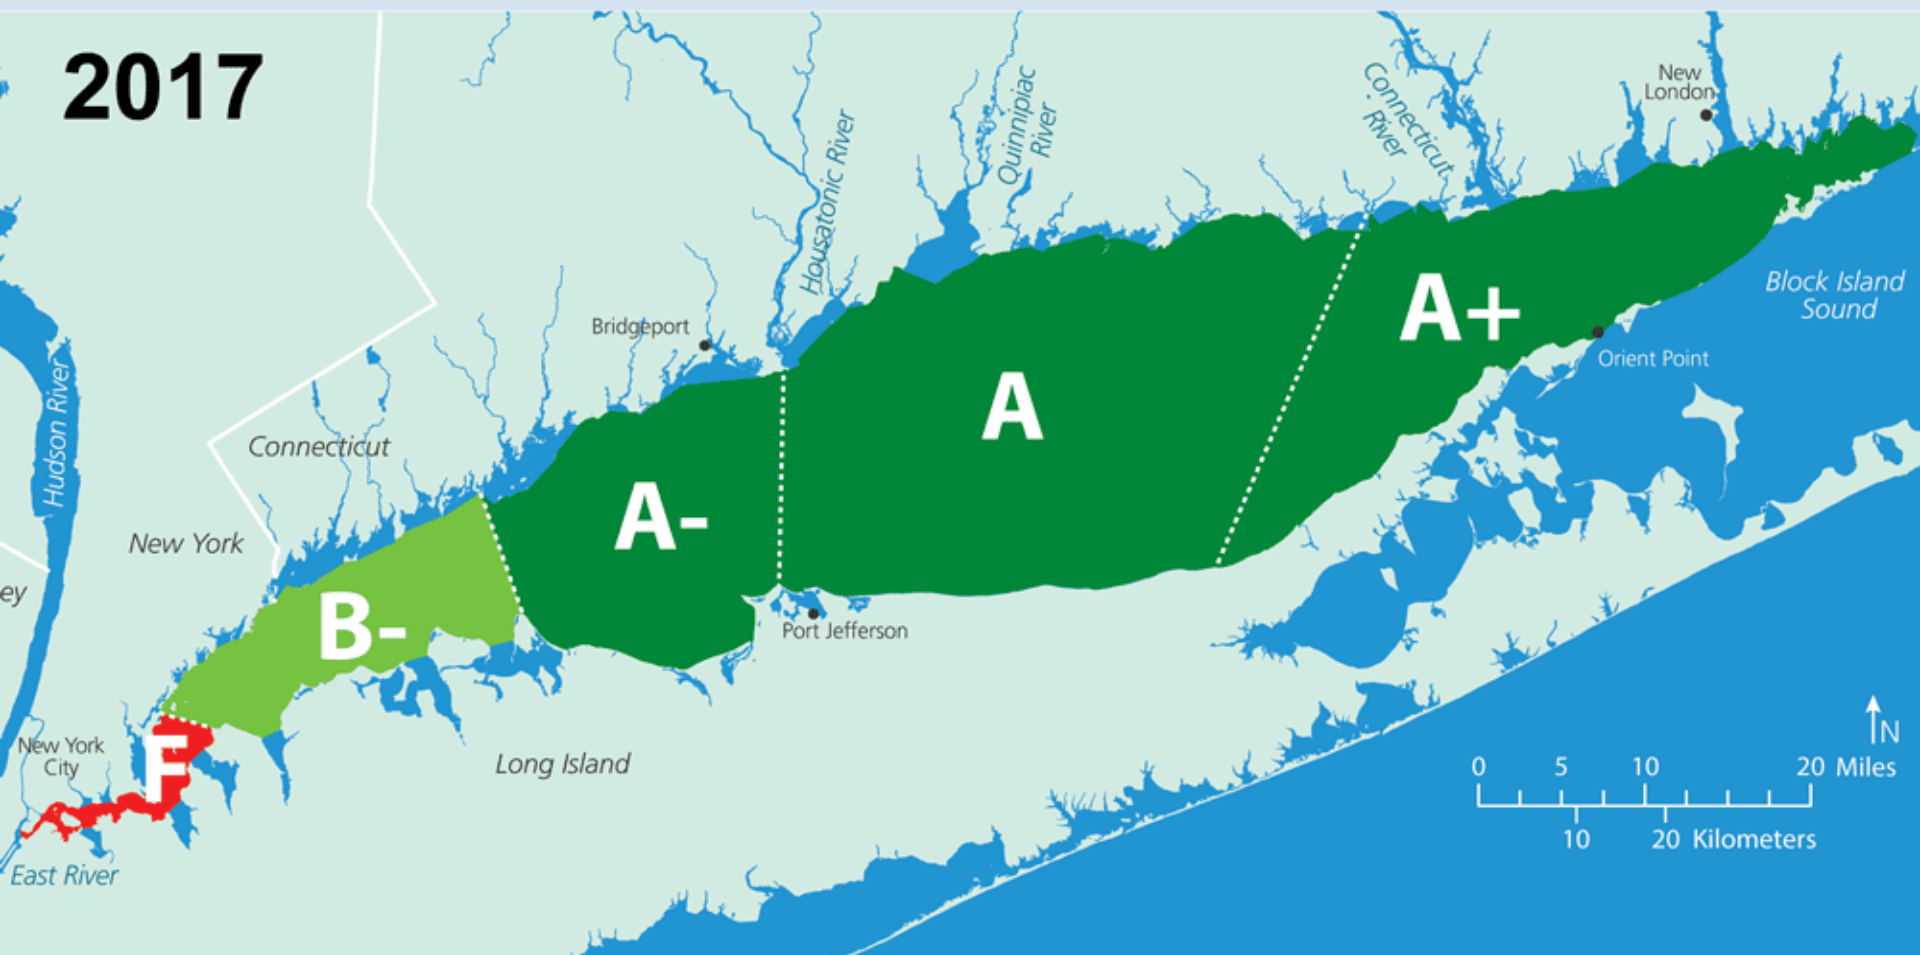 2017
New
London
Housatonic River
Quinnipiac
River
Connecticut
River
Block Island
Sound
A+
Bridgeport
Orient Point
Hudson River
A
Connecticut
A-
New York
ey
B-
Port Jefferson
New York
City
F
Long Island
N
0 5 10 20 Miles
10 20 Kilometers
East River